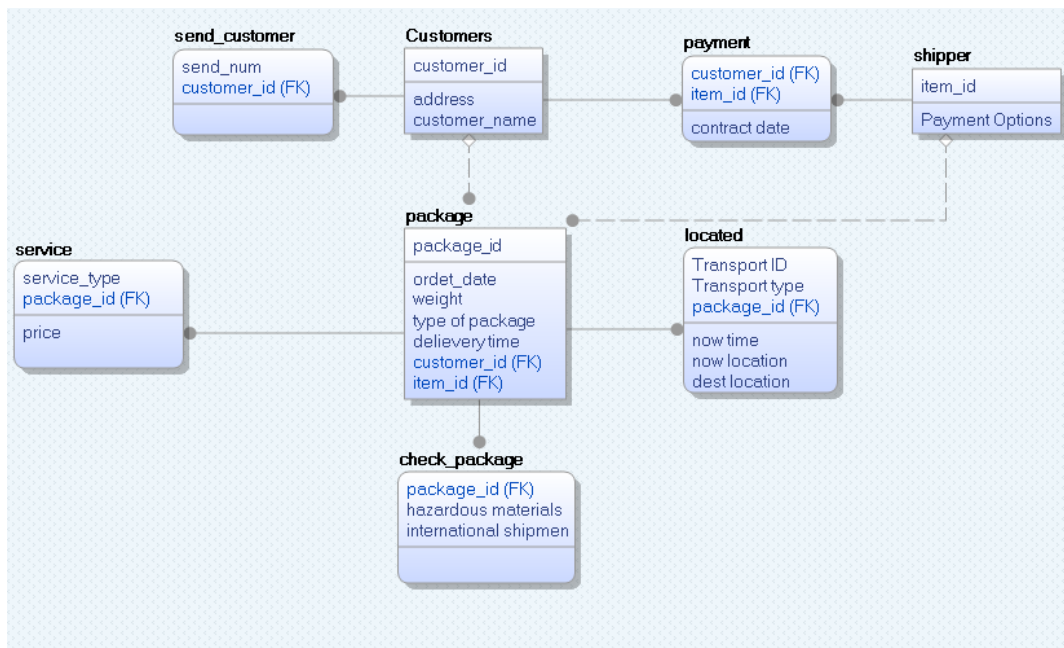 send_customer
send_num
customer_id (FK)
Customers
customer_id
address
customer_name
payment
customer_id (FK)
item_id (FK)
contract date
shipper
item_id
Payment Options
service
service_type
package_id (FK)
price
package
package_id
ordet_date
weight
type of package
delievery time
customer_id (FK)
item_id (FK)
located
Transport ID
Transport type
package_id (FK)
now time
now location
dest location
check_package
package_id (FK)
hazardous materials
international shipmen